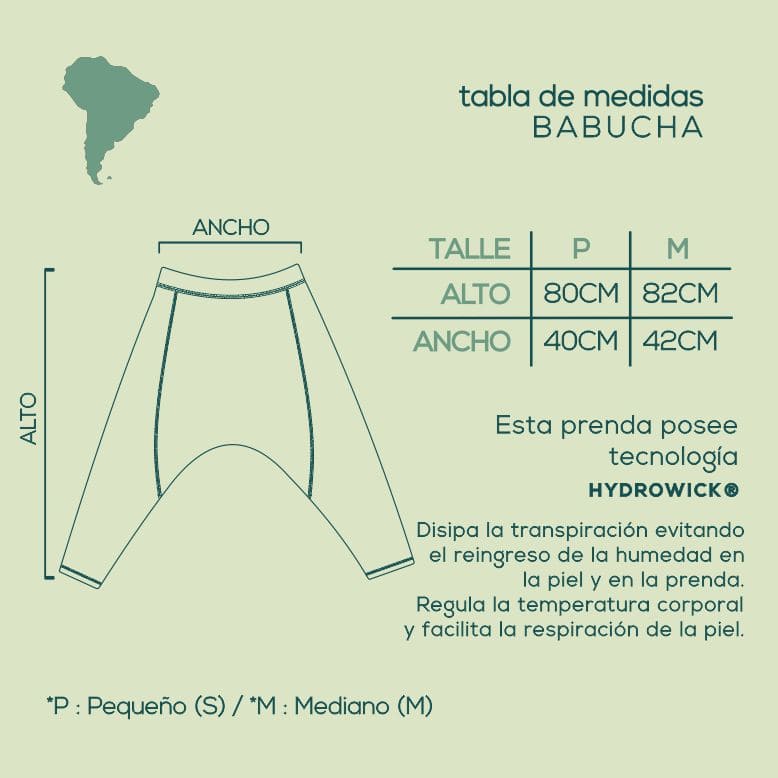 tabla de medidas
BABUCHA
ANCHO
ALTO
TALLE P M
ALTO 80CM 82CM
ANCHO 40CM 42CM
Esta prenda posee
tecnología
HYDROWICK®
Disipa la transpiración evitando
el reingreso de la humedad en
la piel y en la prenda.
Regula la temperatura corporal
y facilita la respiración de la piel.
*P : Pequeño (S) / *M : Mediano (M)